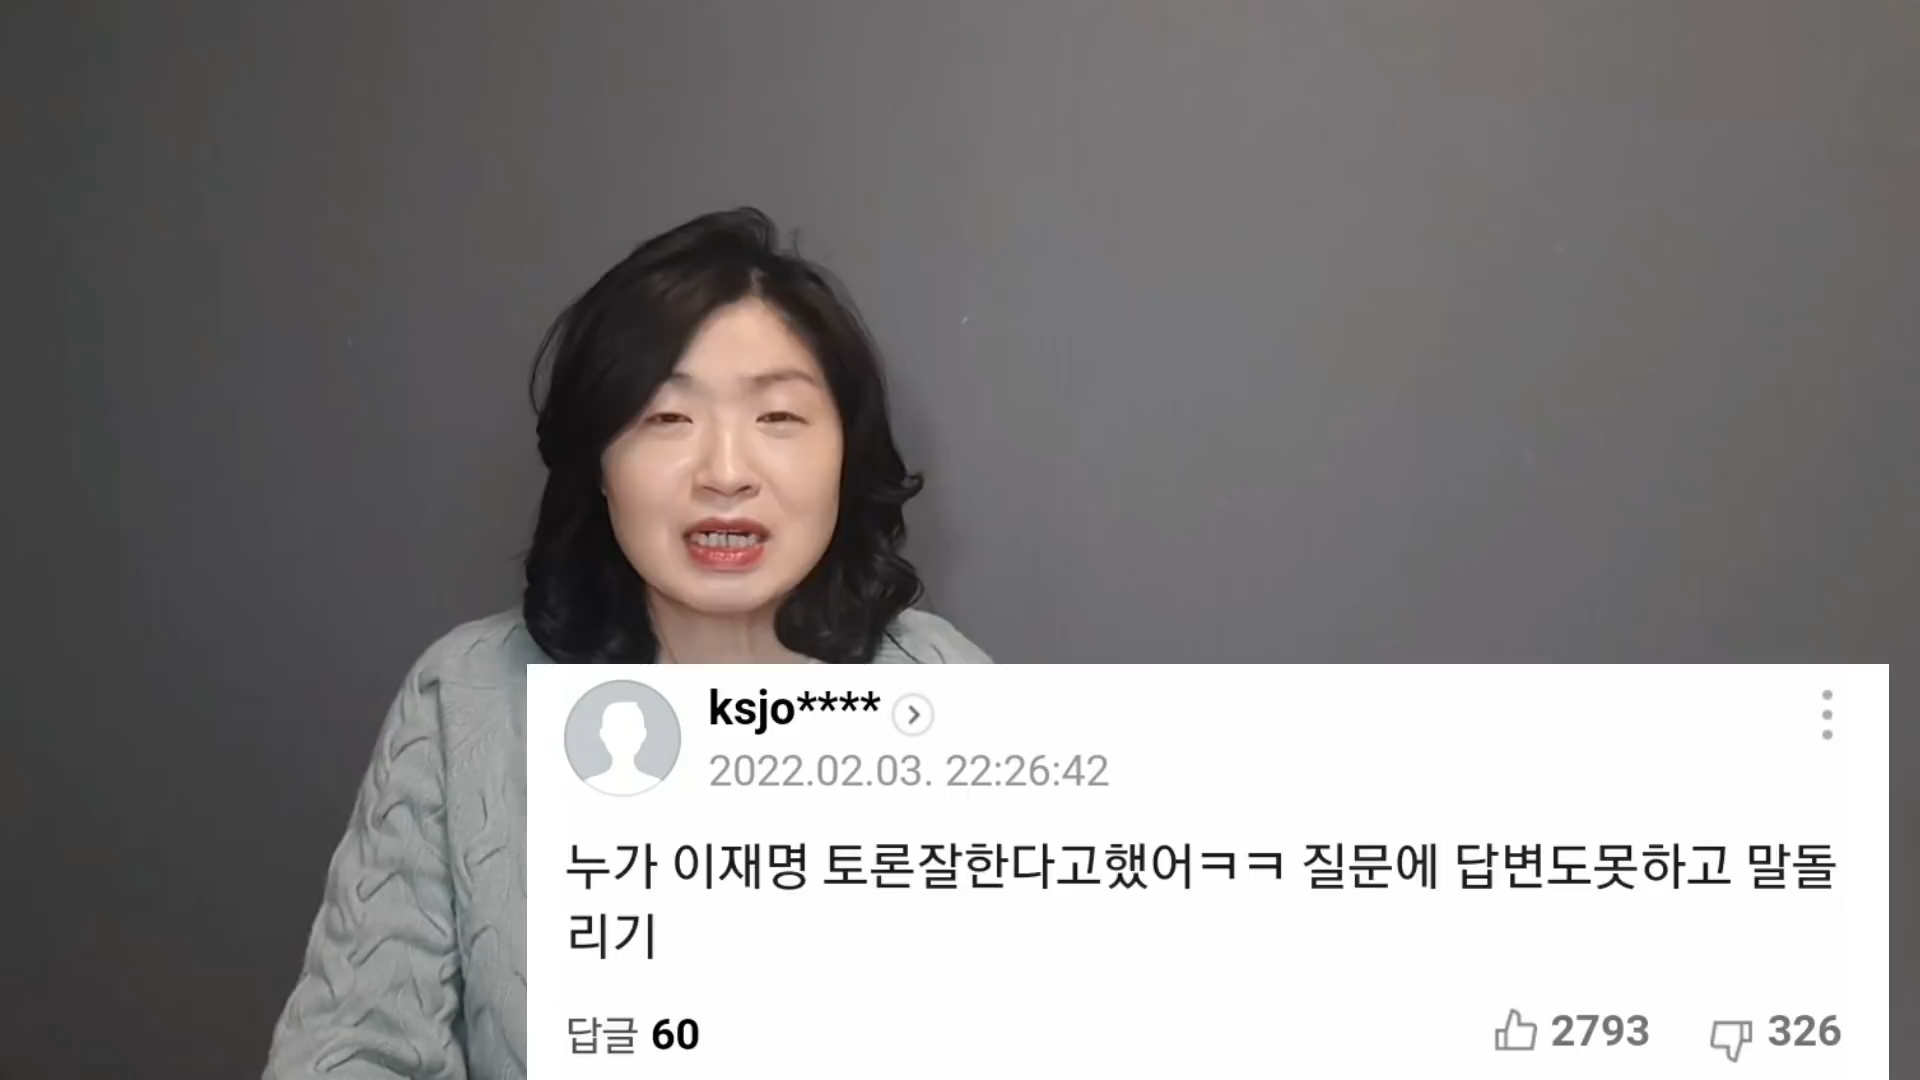 ksjo****
2022.02.03. 22:26:42
누가 이재명 토론잘한다고했어ㅋㅋ 질문에 답변도못하고 말돌
리기
답글 60
2793 326